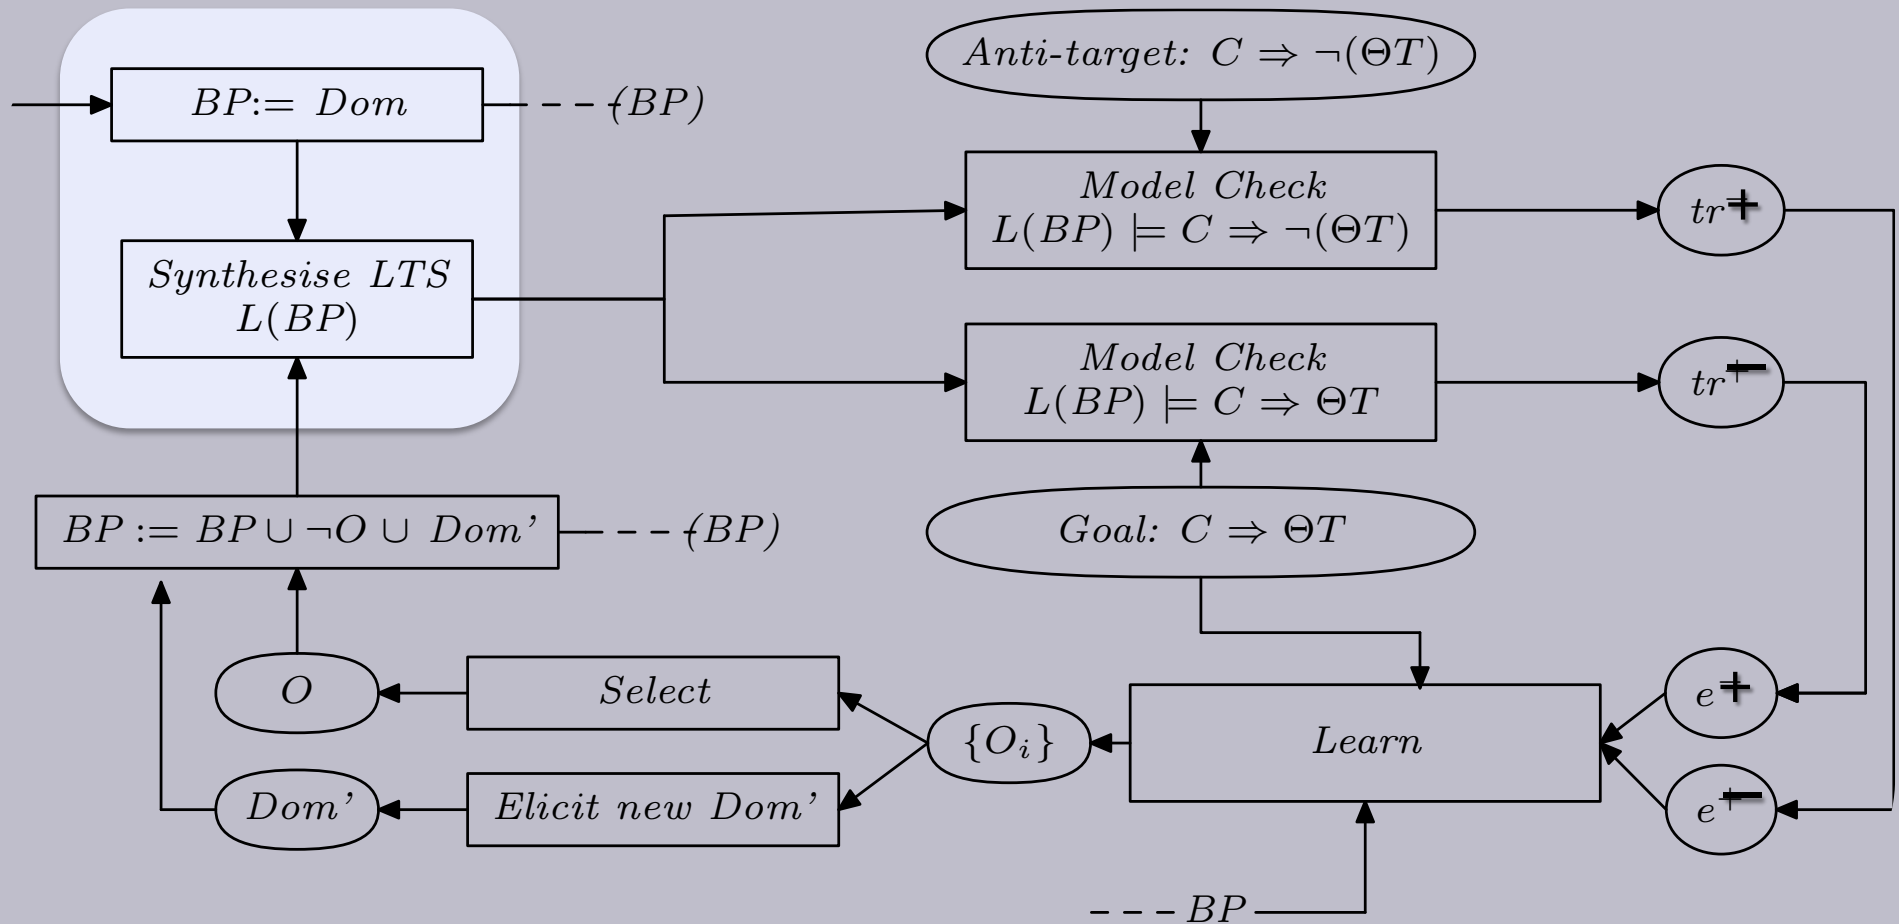 BP:= Dom
(BP)
Synthesise LTS
L(BP)
Anti-target: C ⇒ ¬(ΘT)
Model Check
L(BP) ⊨ C ⇒ ¬(ΘT)
tr+
Model Check
L(BP) ⊨ C ⇒ ΘT
tr−
BP := BP ∪ ¬O ∪ Dom'
(BP)
Goal: C ⇒ ΘT
O
Select
{Oᵢ}
Learn
e+
Dom'
Elicit new Dom'
e−
BP